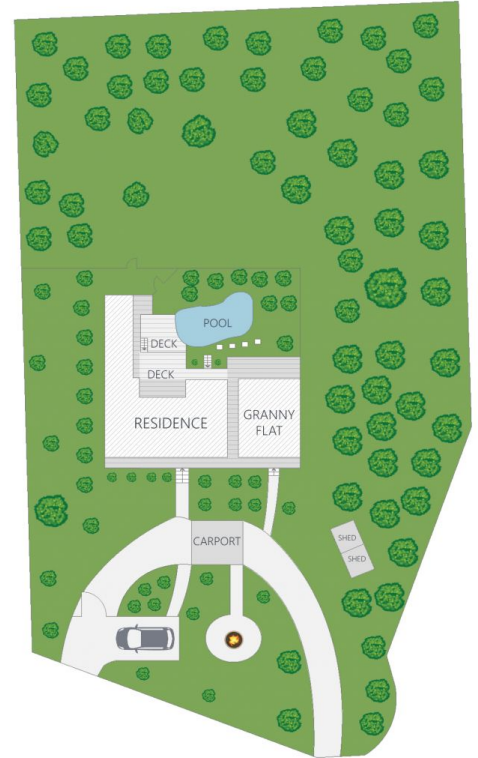 POOL
DECK
DECK
RESIDENCE
GRANNY
FLAT
CARPORT
SHED
SHED